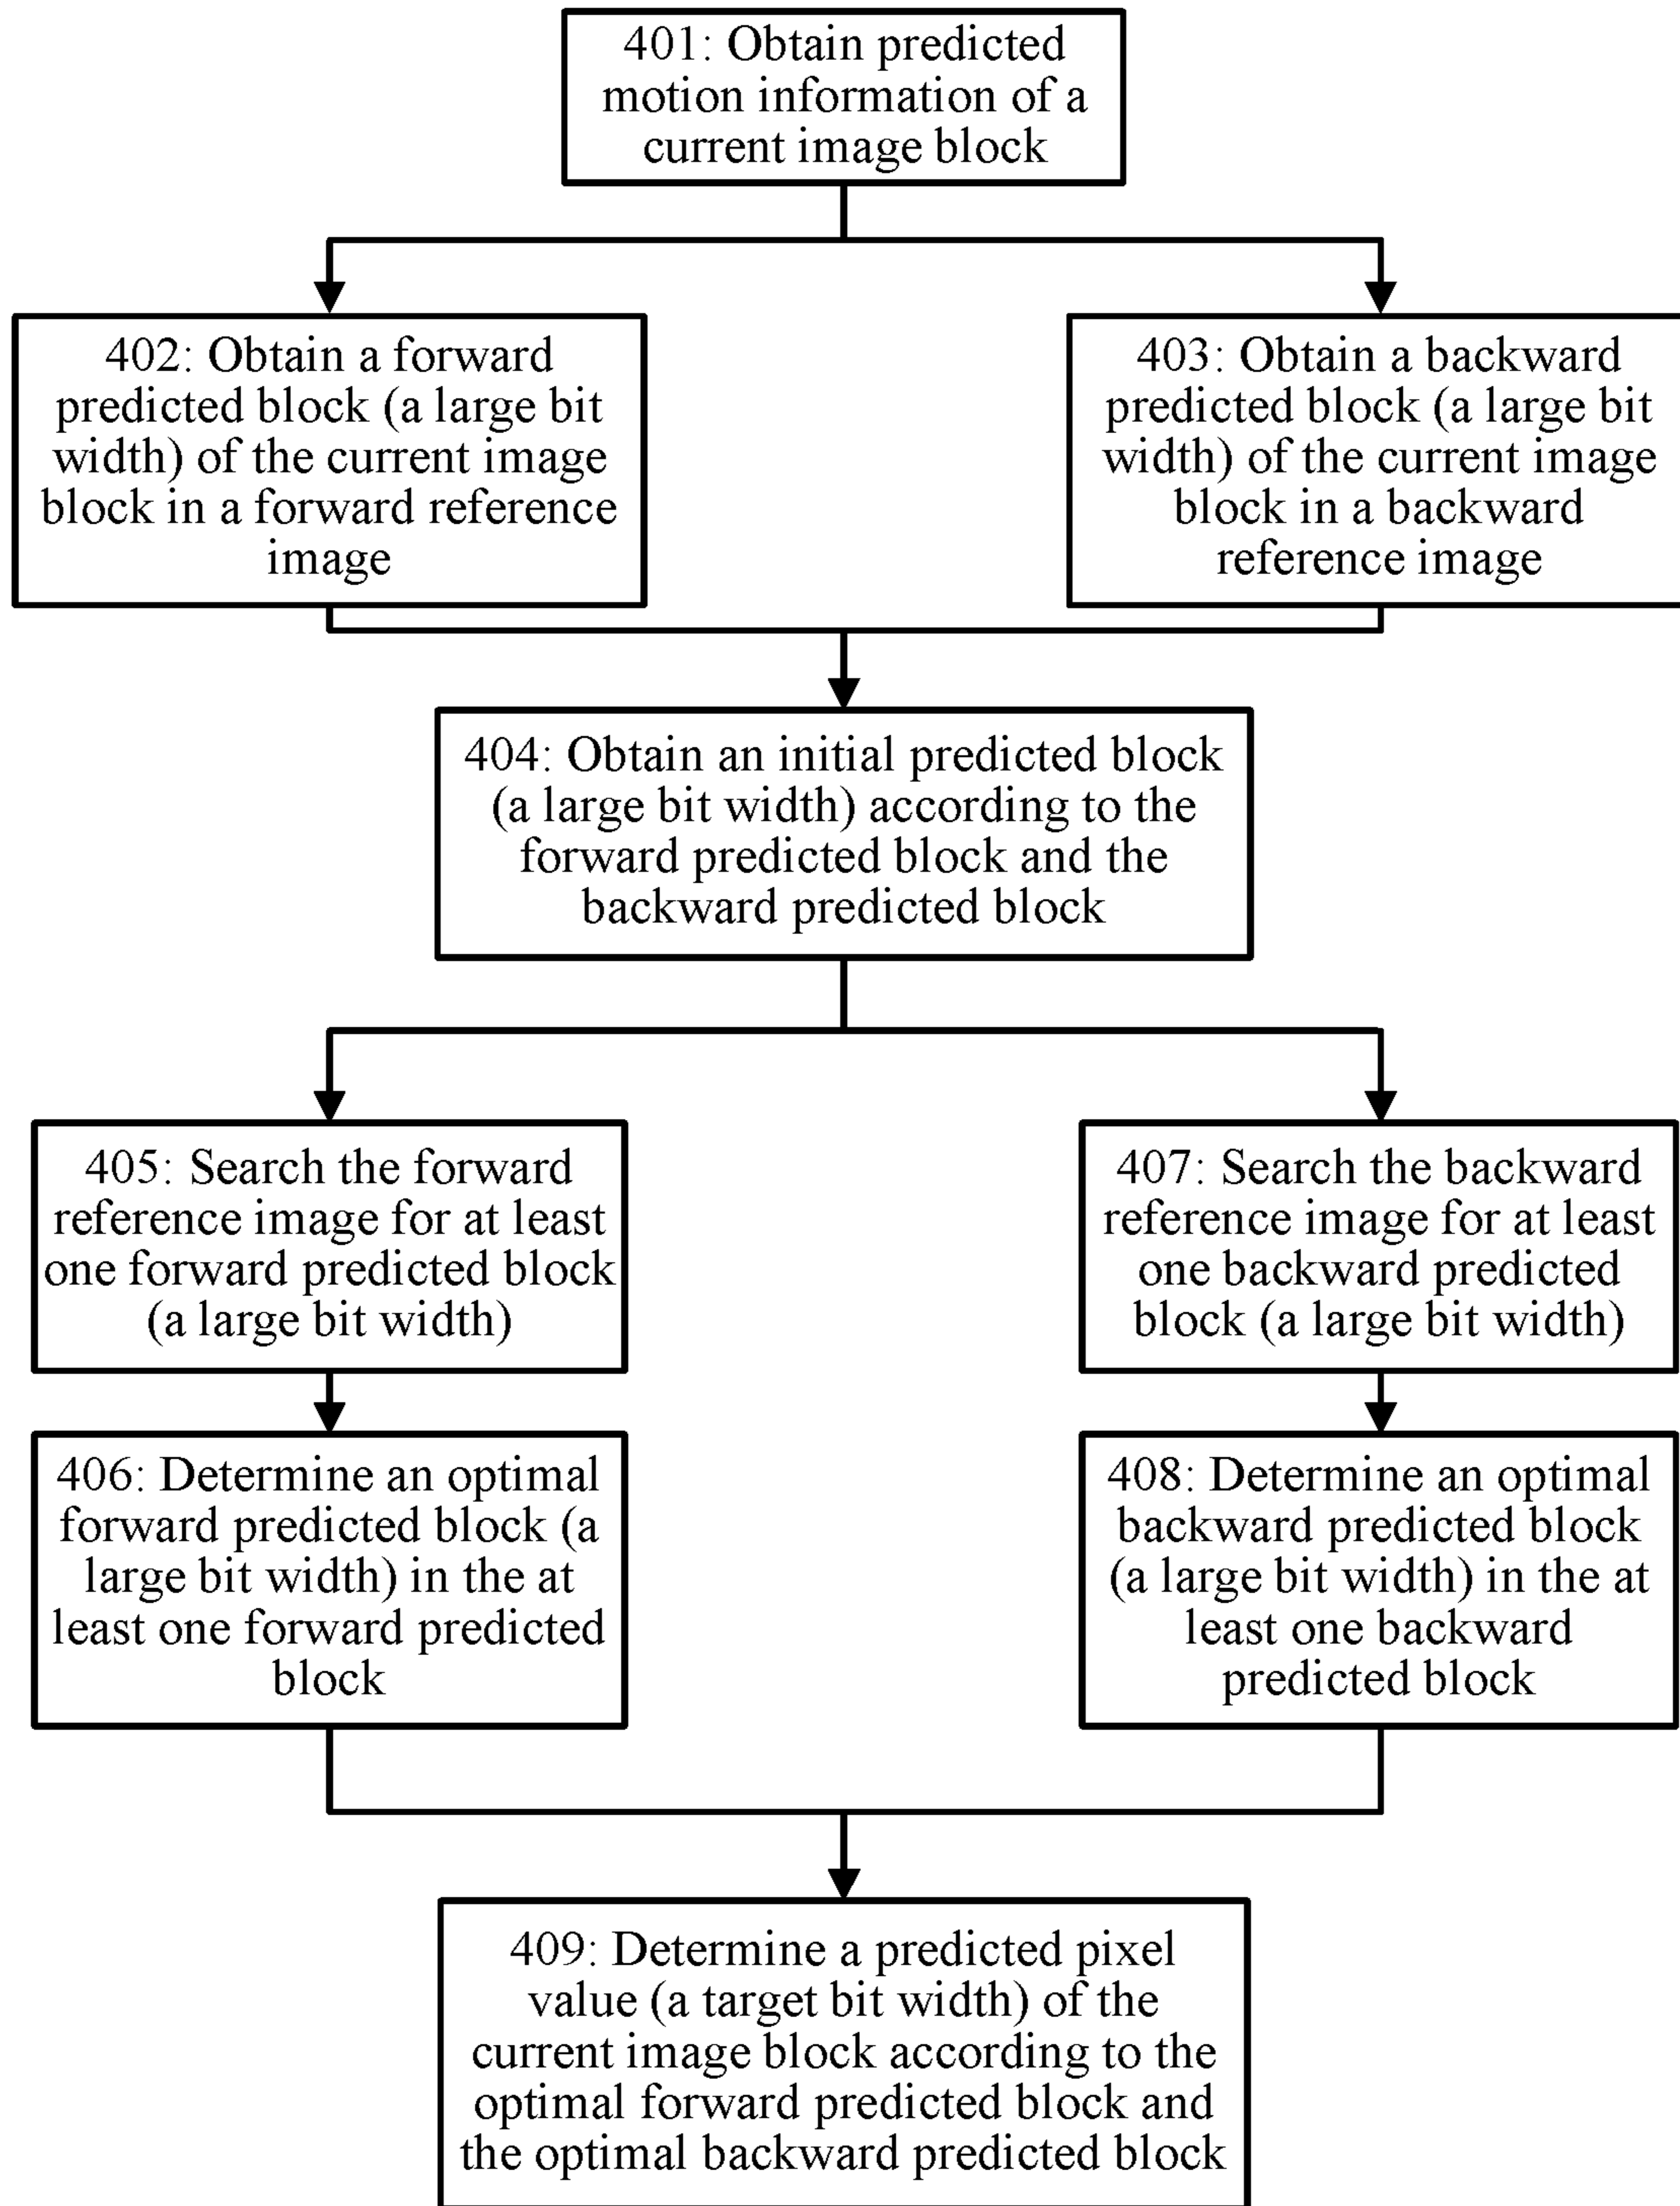 401: Obtain predicted
motion information of a
current image block
402: Obtain a forward
predicted block (a large bit
width) of the current image
block in a forward reference
image
403: Obtain a backward
predicted block (a large bit
width) of the current image
block in a backward
reference image
404: Obtain an initial predicted block
(a large bit width) according to the
forward predicted block and the
backward predicted block
405: Search the forward
reference image for at least
one forward predicted block
(a large bit width)
407: Search the backward
reference image for at least
one backward predicted
block (a large bit width)
406: Determine an optimal
forward predicted block (a
large bit width) in the at
least one forward predicted
block
408: Determine an optimal
backward predicted block
(a large bit width) in the at
least one backward
predicted block
409: Determine a predicted pixel
value (a target bit width) of the
current image block according to the
optimal forward predicted block and
the optimal backward predicted block